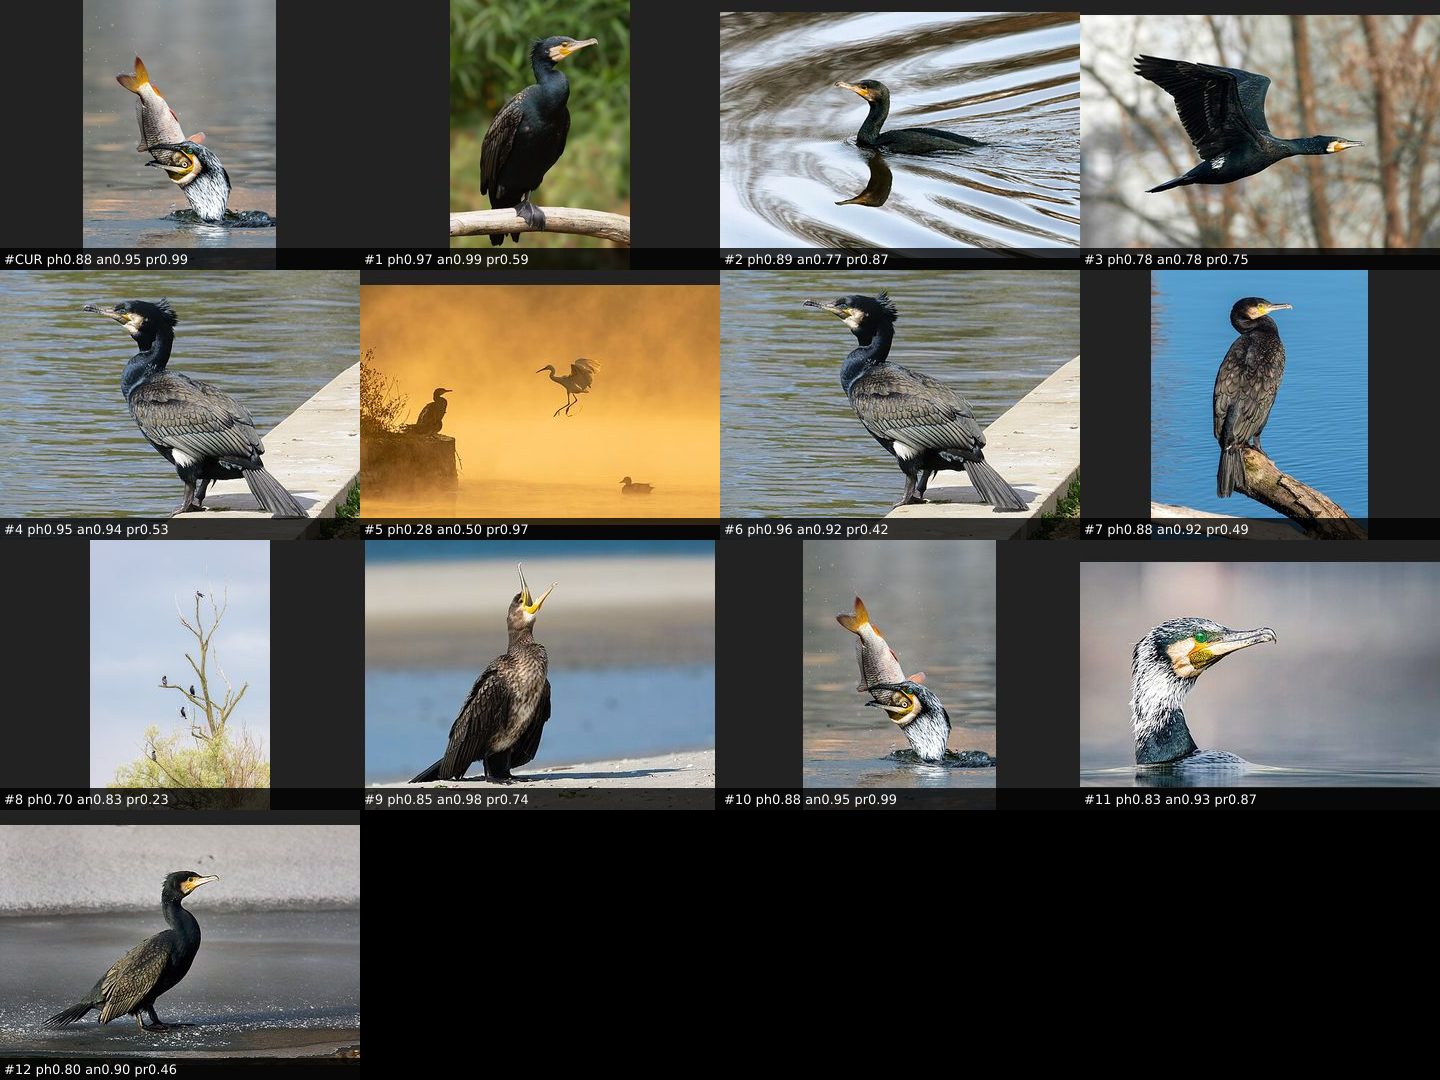 #CUR ph0.88 an0.95 pr0.99
#1 ph0.97 an0.99 pr0.59
#2 ph0.89 an0.77 pr0.87
#3 ph0.78 an0.78 pr0.75
#4 ph0.95 an0.94 pr0.53
#5 ph0.28 an0.50 pr0.97
#6 ph0.96 an0.92 pr0.42
#7 ph0.88 an0.92 pr0.49
#8 ph0.70 an0.83 pr0.23
#9 ph0.85 an0.98 pr0.74
#10 ph0.88 an0.95 pr0.99
#11 ph0.83 an0.93 pr0.87
#12 ph0.80 an0.90 pr0.46